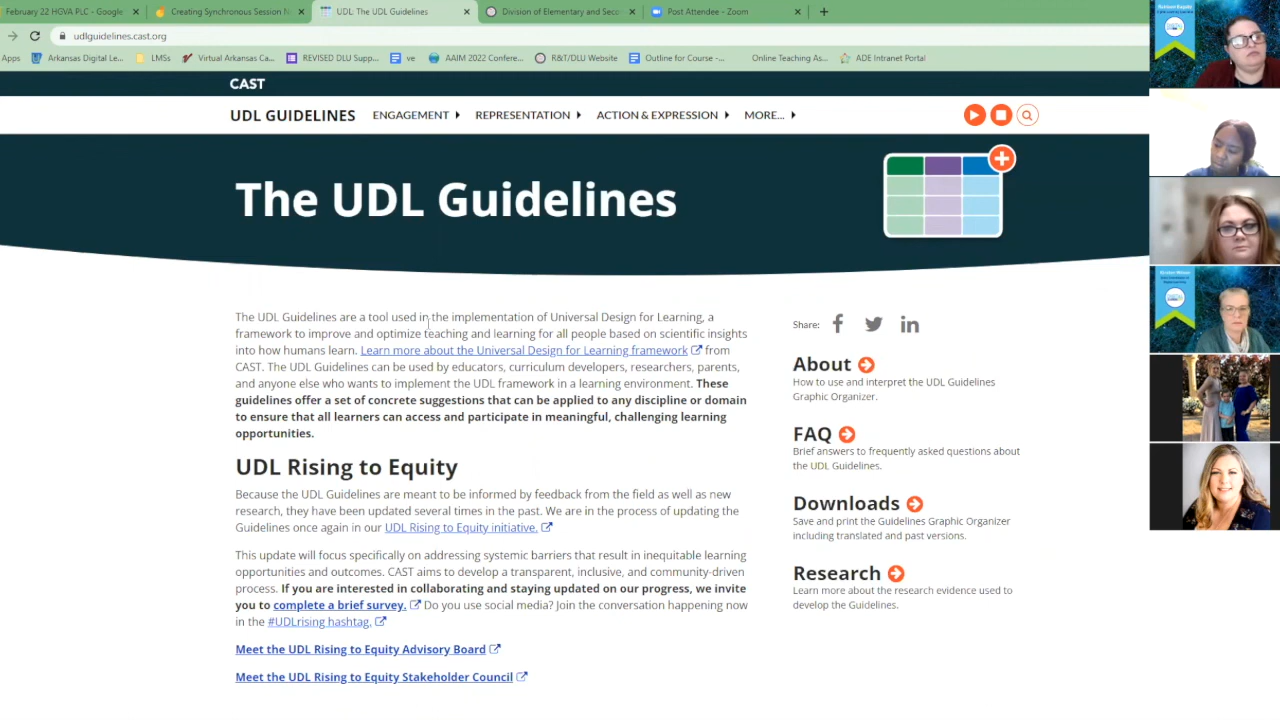 February 22 HGVA PLC - Google
Creating Synchronous Session N
UDL: The UDL Guidelines
Division of Elementary and Seco
Post Attendee - Zoom
udlguidelines.cast.org
Apps
Arkansas Digital Le...
LMSs
Virtual Arkansas Ca...
REVISED DLU Supp...
ve
AAIM 2022 Confere...
R&T/DLU Website
Outline for Course -...
Online Teaching As...
ADE Intranet Portal
CAST
UDL GUIDELINES
ENGAGEMENT
REPRESENTATION
ACTION & EXPRESSION
MORE...
The UDL Guidelines
The UDL Guidelines are a tool used in the implementation of Universal Design for Learning, a
framework to improve and optimize teaching and learning for all people based on scientific insights
into how humans learn. Learn more about the Universal Design for Learning framework from
CAST. The UDL Guidelines can be used by educators, curriculum developers, researchers, parents,
and anyone else who wants to implement the UDL framework in a learning environment. These
guidelines offer a set of concrete suggestions that can be applied to any discipline or domain
to ensure that all learners can access and participate in meaningful, challenging learning
opportunities.
UDL Rising to Equity
Because the UDL Guidelines are meant to be informed by feedback from the field as well as new
research, they have been updated several times in the past. We are in the process of updating the
Guidelines once again in our UDL Rising to Equity initiative.
This update will focus specifically on addressing systemic barriers that result in inequitable learning
opportunities and outcomes. CAST aims to develop a transparent, inclusive, and community-driven
process. If you are interested in collaborating and staying updated on our progress, we invite
you to complete a brief survey. Do you use social media? Join the conversation happening now
in the #UDLrising hashtag.
Meet the UDL Rising to Equity Advisory Board
Meet the UDL Rising to Equity Stakeholder Council
Share:
About
How to use and interpret the UDL Guidelines
Graphic Organizer.
FAQ
Brief answers to frequently asked questions about
the UDL Guidelines.
Downloads
Save and print the Guidelines Graphic Organizer
including translated and past versions.
Research
Learn more about the research evidence used to
develop the Guidelines.